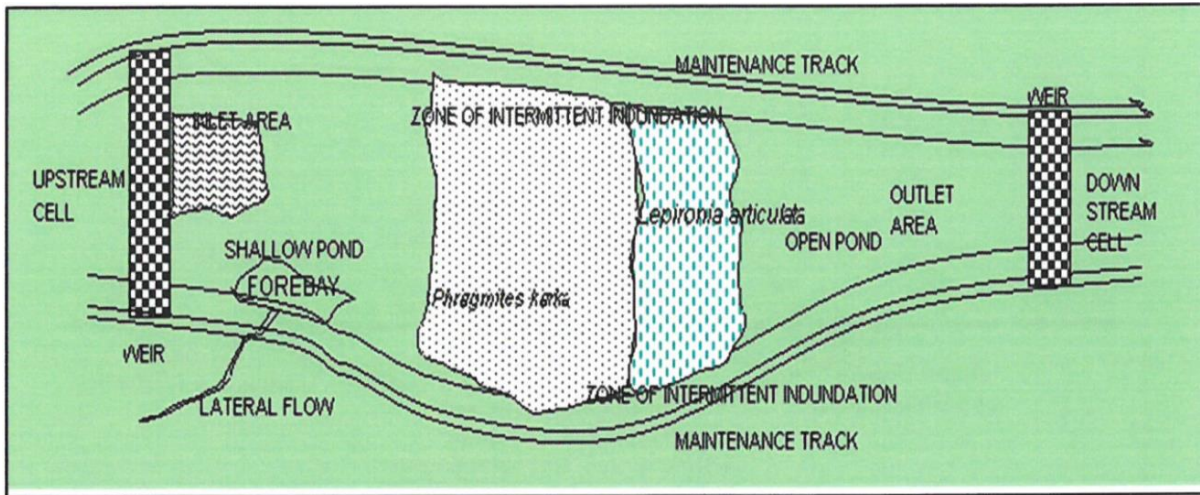 MAINTENANCE TRACK
WEIR
INLET AREA
ZONE OF INTERMITTENT INDUNDATION
UPSTREAM
CELL
OUTLET
AREA
DOWN
STREAM
CELL
Lepironia articulata
OPEN POND
SHALLOW POND
FOREBAY
Phragmites karka
WEIR
LATERAL FLOW
ZONE OF INTERMITTENT INDUNDATION
MAINTENANCE TRACK